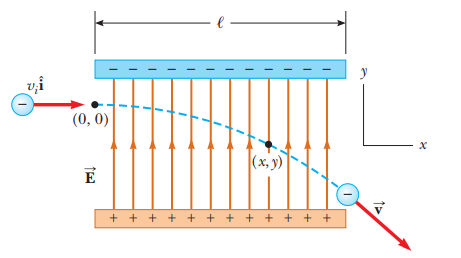 ℓ
− − − − − − − − − − − −
y
v_i î
−
(0, 0)
x
(x, y)
E⃗
−
v⃗
+ + + + + + + + + + + +